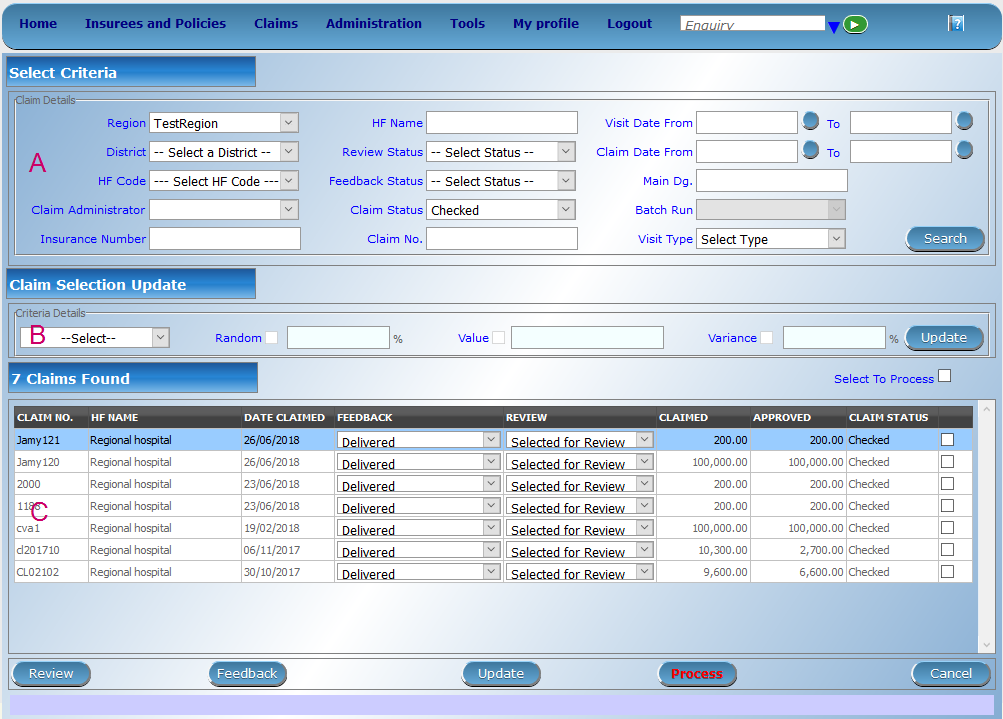 Home Insurees and Policies Claims Administration Tools My profile Logout Enquiry ?
Select Criteria
Claim Details
Region TestRegion HF Name Visit Date From To
A
District -- Select a District -- Review Status -- Select Status -- Claim Date From To
HF Code --- Select HF Code --- Feedback Status -- Select Status -- Main Dg.
Claim Administrator Claim Status Checked Batch Run
Insurance Number Claim No. Visit Type Select Type Search
Claim Selection Update
Criteria Details
B --Select-- Random % Value Variance % Update
7 Claims Found
Select To Process
CLAIM NO. HF NAME DATE CLAIMED FEEDBACK REVIEW CLAIMED APPROVED CLAIM STATUS
Jamy121 Regional hospital 26/06/2018 Delivered Selected for Review 200.00 200.00 Checked
Jamy120 Regional hospital 26/06/2018 Delivered Selected for Review 100,000.00 100,000.00 Checked
2000 Regional hospital 23/06/2018 Delivered Selected for Review 200.00 200.00 Checked
Regional hospital 23/06/2018 Delivered Selected for Review 200.00 200.00 Checked
C
cva1 Regional hospital 19/02/2018 Delivered Selected for Review 100,000.00 100,000.00 Checked
cl201710 Regional hospital 06/11/2017 Delivered Selected for Review 10,300.00 2,700.00 Checked
CL02102 Regional hospital 30/10/2017 Delivered Selected for Review 9,600.00 6,600.00 Checked
Review Feedback Update Process Cancel